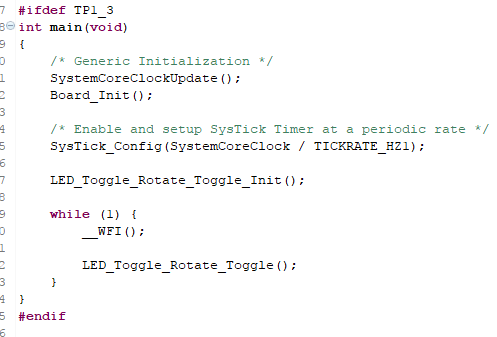 7 #ifdef TP1_3
8 int main(void)
9 {
0 /* Generic Initialization */
1 SystemCoreClockUpdate();
2 Board_Init();
3
4 /* Enable and setup SysTick Timer at a periodic rate */
5 SysTick_Config(SystemCoreClock / TICKRATE_HZ1);
6
7 LED_Toggle_Rotate_Toggle_Init();
8
9 while (1) {
0 __WFI();
1
2 LED_Toggle_Rotate_Toggle();
3 }
4 }
5 #endif
6